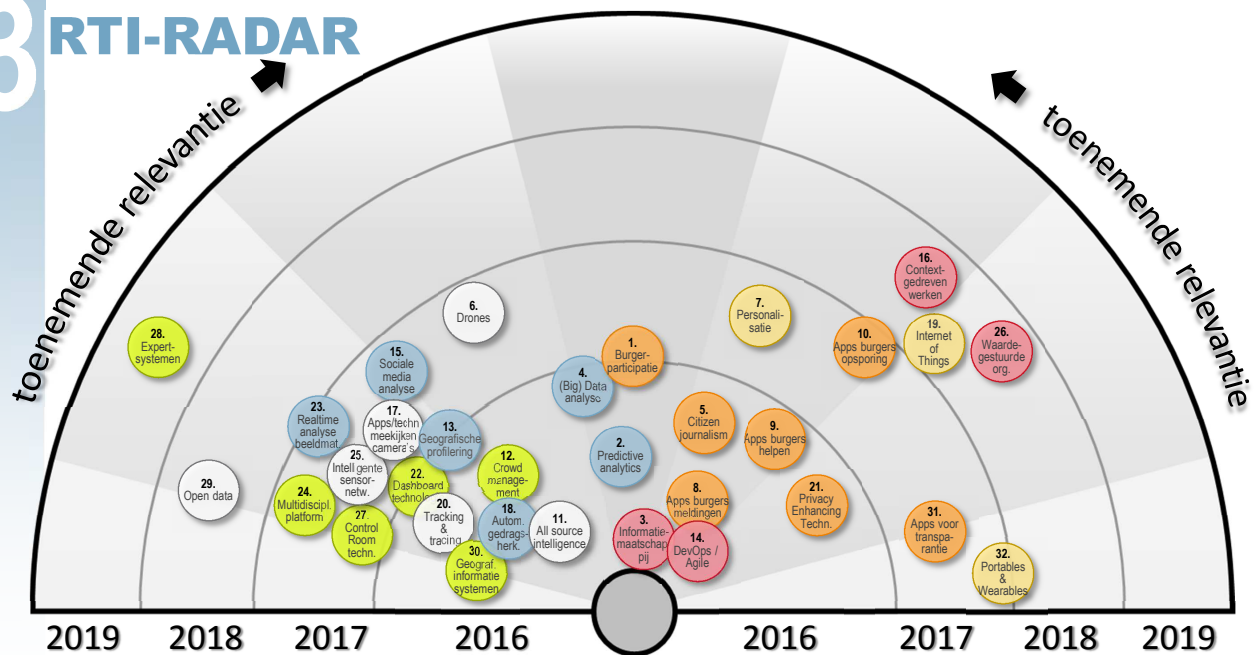 3
RTI-RADAR
toenemende relevantie
toenemende relevantie
16.
Context-
gedreven
werken
6.
Drones
7.
Personali-
satie
28.
Expert-
systemen
15.
Sociale
media
analyse
1.
Burger-
participatie
10.
Apps burgers
opsporing
19.
Internet
of
Things
26.
Waarde-
gestuurde
org.
4.
(Big) Data
analyse
23.
Realtime
analyse
beeldmat.
17.
Apps/techn
meekijken
camera's
13.
Geografische
profilering
5.
Citizen
journalism
9.
Apps burgers
helpen
2.
Predictive
analytics
25.
Intelligente
sensor-
netw.
12.
Crowd
manage-
ment
22.
Dashboard
technolo
29.
Open data
24.
Multidiscipl.
platform
8.
Apps burgers
meldingen
21.
Privacy
Enhancing
Techn.
27.
Control
Room
techn.
20.
Tracking
&
tracing
18.
Autom.
gedrags-
herk.
11.
All source
intelligence
3.
Informatie-
maatschap
pij
14.
DevOps /
Agile
31.
Apps voor
transpa-
rantie
30.
Geograf.
informatie
systemen
32.
Portables
&
Wearables
2019 2018 2017 2016 2016 2017 2018 2019